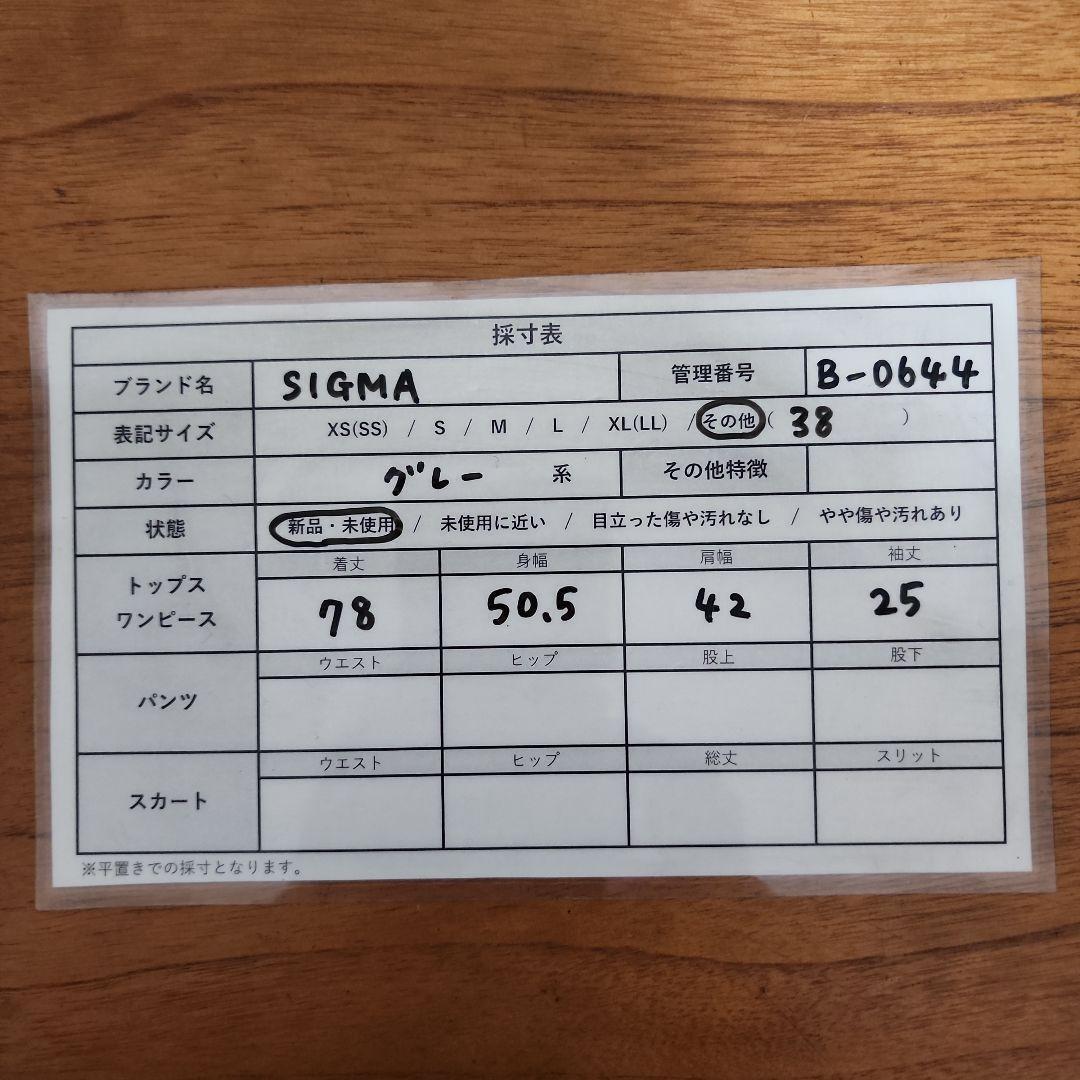 採寸表
ブランド名 SIGMA 管理番号 B-0644
表記サイズ XS(SS) / S / M / L / XL(LL) / その他 ( 38 )
カラー グレー 系 その他特徴
状態 新品・未使用 / 未使用に近い / 目立った傷や汚れなし / やや傷や汚れあり
着丈 身幅 肩幅 袖丈
トップス
ワンピース
78 50.5 42 25
ウエスト ヒップ 股上 股下
パンツ
ウエスト ヒップ 総丈 スリット
スカート
※平置きでの採寸となります。